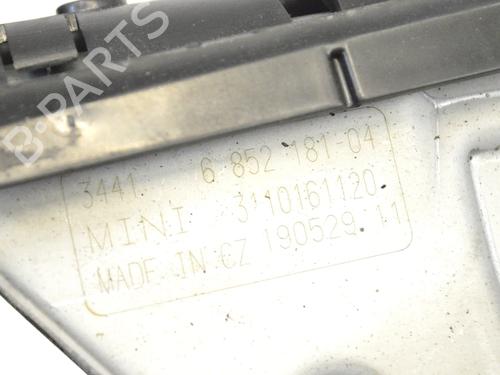 B-PARTS
3441 6 852 181-04
MINI 3110161120
MADE IN CZ 190529 11